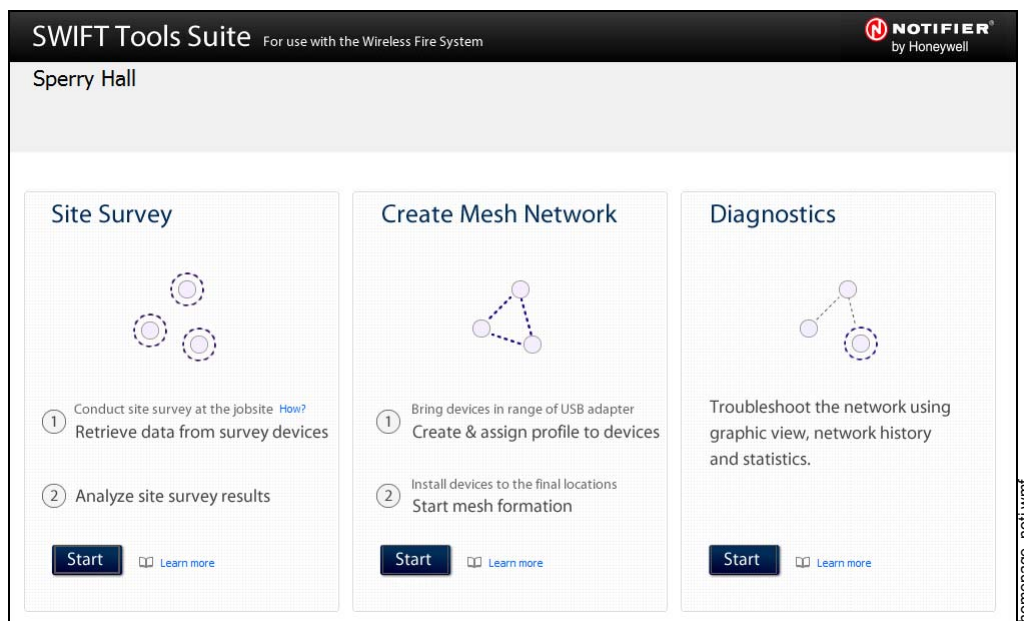 SWIFT Tools Suite For use with the Wireless Fire System
NOTIFIER®
by Honeywell
Sperry Hall
Site Survey
1 Conduct site survey at the jobsite How?
Retrieve data from survey devices
2 Analyze site survey results
Start Learn more
Create Mesh Network
1 Bring devices in range of USB adapter
Create & assign profile to devices
2 Install devices to the final locations
Start mesh formation
Start Learn more
Diagnostics
Troubleshoot the network using
graphic view, network history
and statistics.
Start Learn more
homepage_noti.wmf